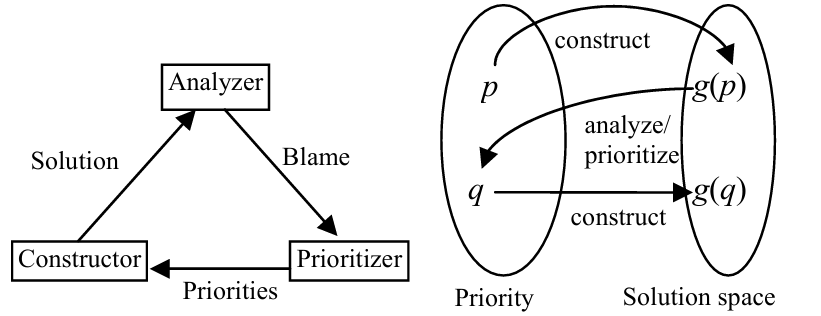 Analyzer
Solution
Blame
Constructor
Prioritizer
Priorities
construct
p
g(p)
analyze/
prioritize
q
g(q)
construct
Priority
Solution space